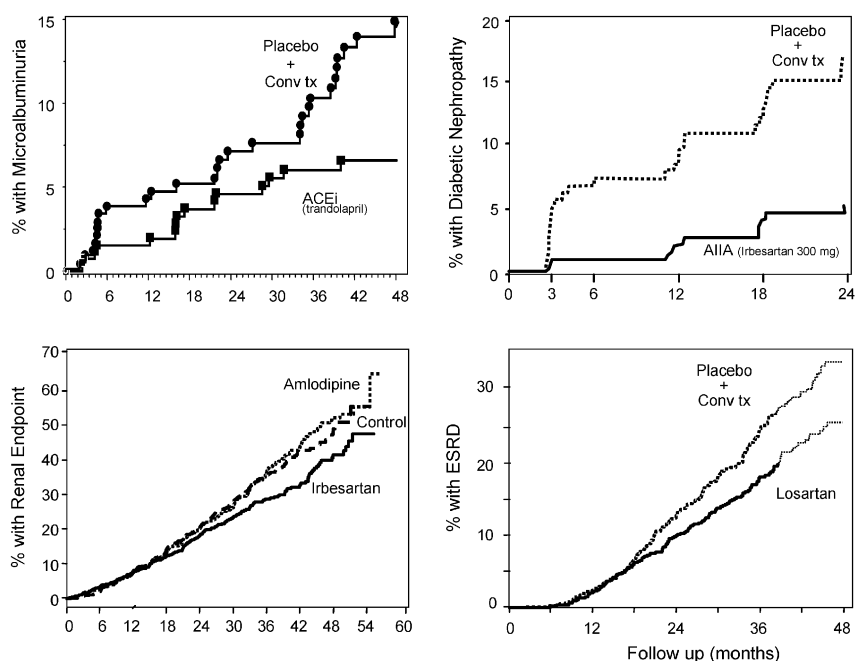 % with Microalbuminuria
15
10
5
0
Placebo
+
Conv tx
ACEi
(trandolapril)
0 6 12 18 24 30 36 42 48
% with Diabetic Nephropathy
20
15
10
5
0
Placebo
+
Conv tx
AIIA (Irbesartan 300 mg)
0 3 6 12 18 24
% with Renal Endpoint
70
60
50
40
30
20
10
0
Amlodipine
Control
Irbesartan
0 6 12 18 24 30 36 42 48 54 60
% with ESRD
30
20
10
0
Placebo
+
Conv tx
Losartan
0 12 24 36 48
Follow up (months)